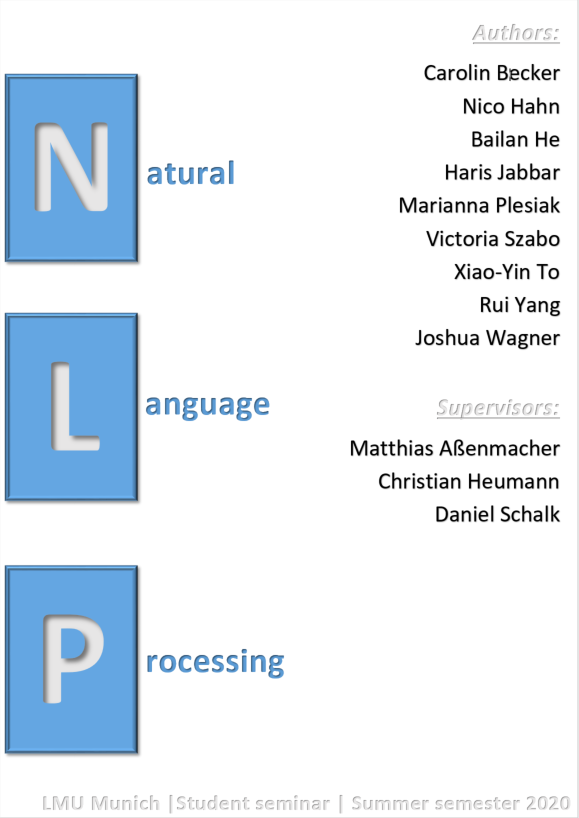 Authors:
Carolin Becker
Nico Hahn
Bailan He
Haris Jabbar
Marianna Plesiak
Victoria Szabo
Xiao-Yin To
Rui Yang
Joshua Wagner
Supervisors:
Matthias Aßenmacher
Christian Heumann
Daniel Schalk
Natural
Language
Processing
LMU Munich |Student seminar | Summer semester 2020